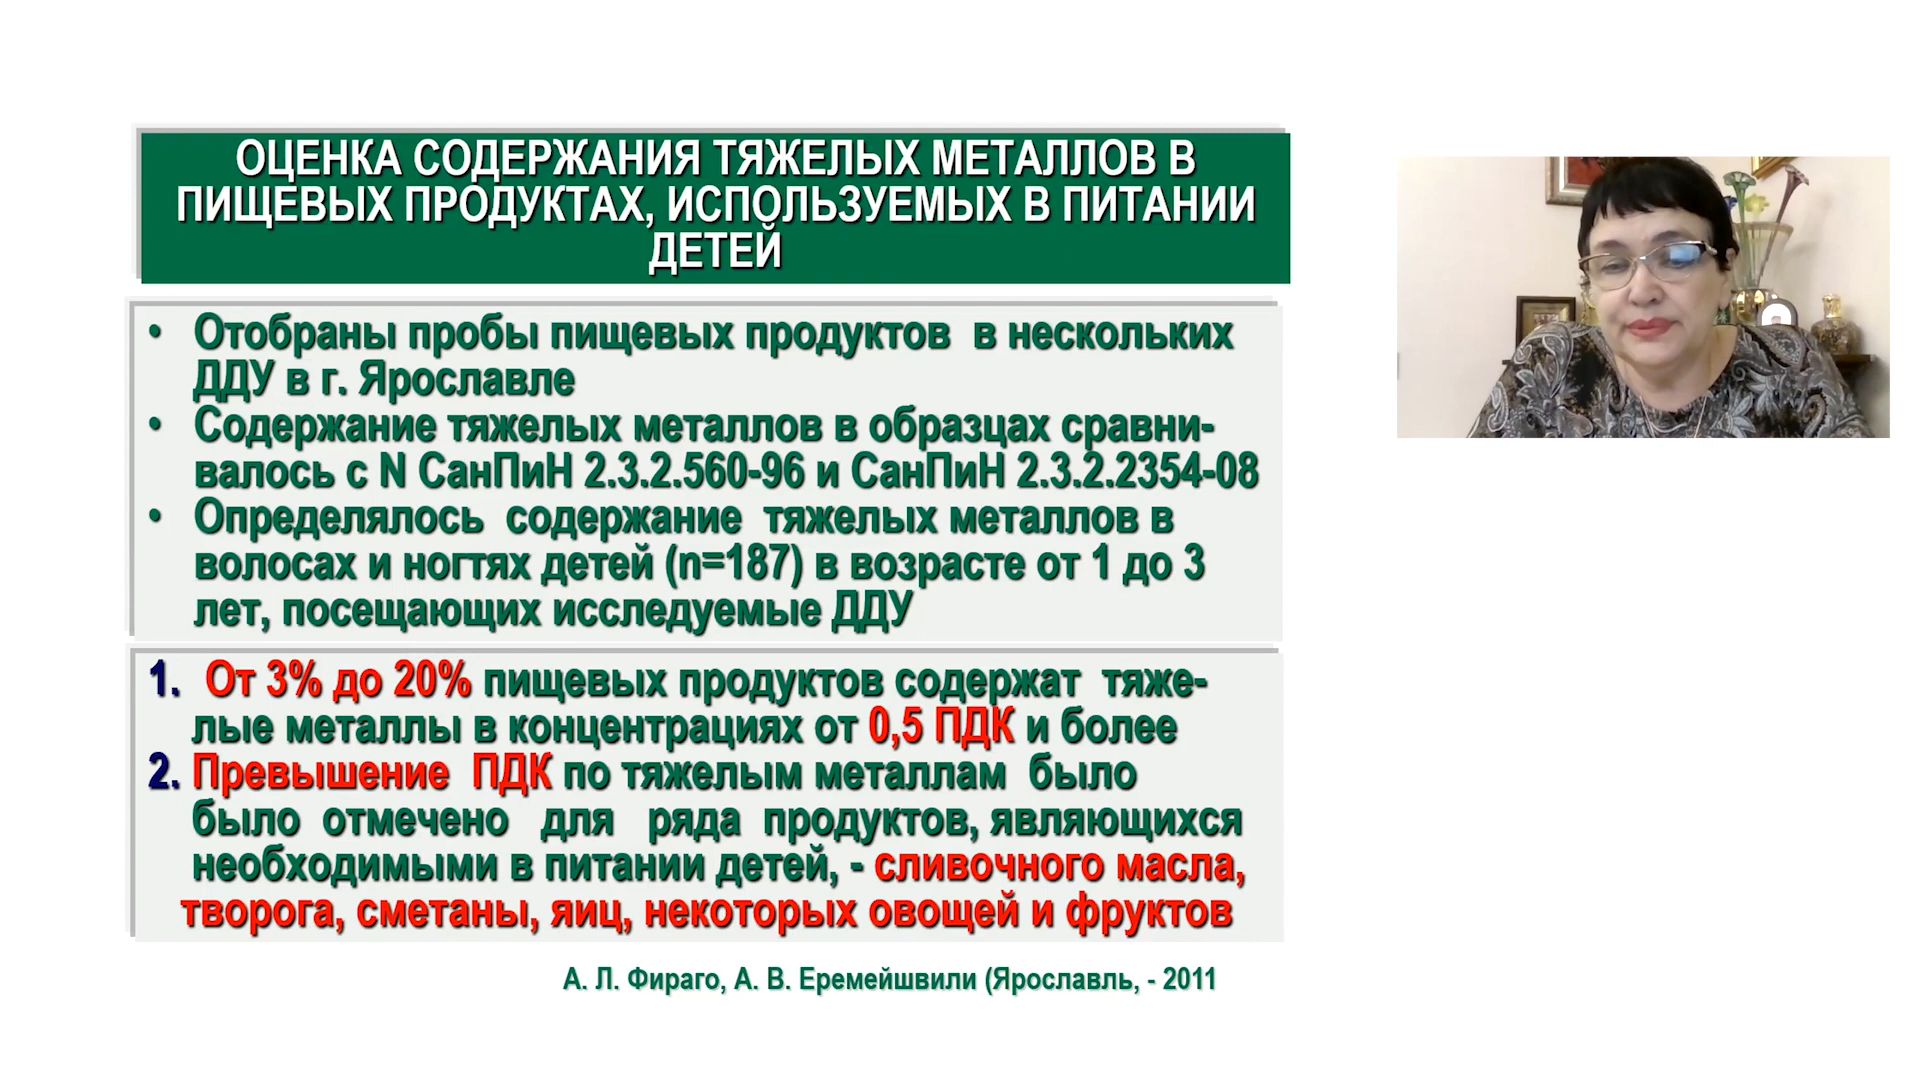 ОЦЕНКА СОДЕРЖАНИЯ ТЯЖЕЛЫХ МЕТАЛЛОВ В
ПИЩЕВЫХ ПРОДУКТАХ, ИСПОЛЬЗУЕМЫХ В ПИТАНИИ
ДЕТЕЙ
• Отобраны пробы пищевых продуктов в нескольких
ДДУ в г. Ярославле
• Содержание тяжелых металлов в образцах сравни-
валось с N СанПиН 2.3.2.560-96 и СанПиН 2.3.2.2354-08
• Определялось содержание тяжелых металлов в
волосах и ногтях детей (n=187) в возрасте от 1 до 3
лет, посещающих исследуемые ДДУ
1. От 3% до 20% пищевых продуктов содержат тяже-
лые металлы в концентрациях от 0,5 ПДК и более
2. Превышение ПДК по тяжелым металлам было
было отмечено для ряда продуктов, являющихся
необходимыми в питании детей, - сливочного масла,
творога, сметаны, яиц, некоторых овощей и фруктов
А. Л. Фираго, А. В. Еремейшвили (Ярославль, - 2011